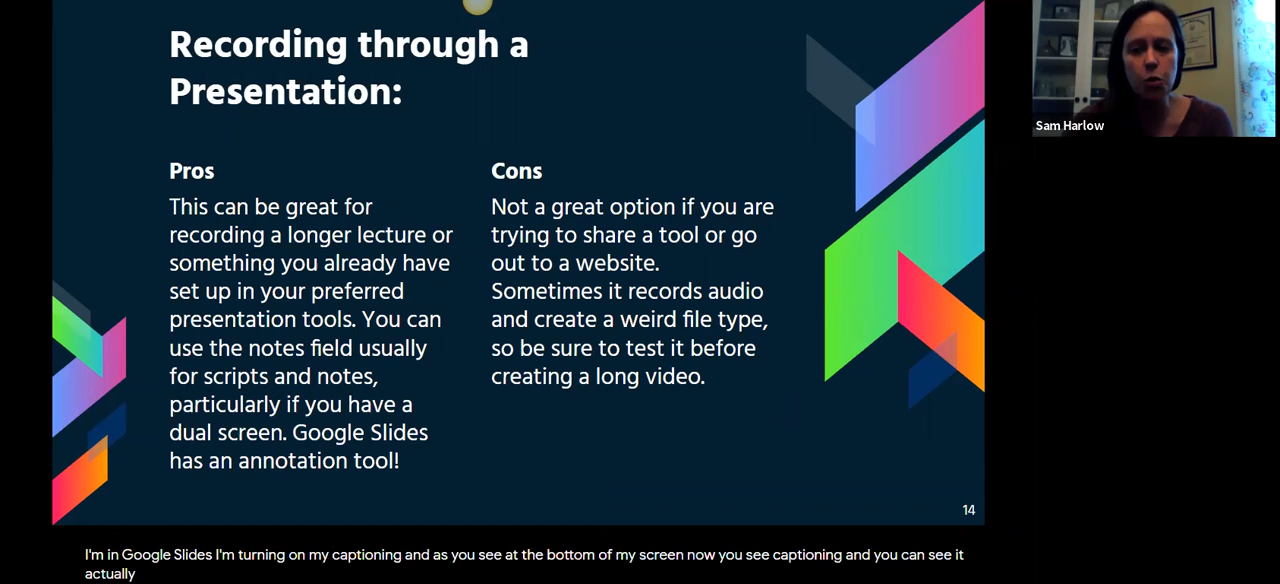 Recording through a
Presentation:
Pros
This can be great for
recording a longer lecture or
something you already have
set up in your preferred
presentation tools. You can
use the notes field usually
for scripts and notes,
particularly if you have a
dual screen. Google Slides
has an annotation tool!
Cons
Not a great option if you are
trying to share a tool or go
out to a website.
Sometimes it records audio
and create a weird file type,
so be sure to test it before
creating a long video.
14
Sam Harlow
I'm in Google Slides I'm turning on my captioning and as you see at the bottom of my screen now you see captioning and you can see it
actually